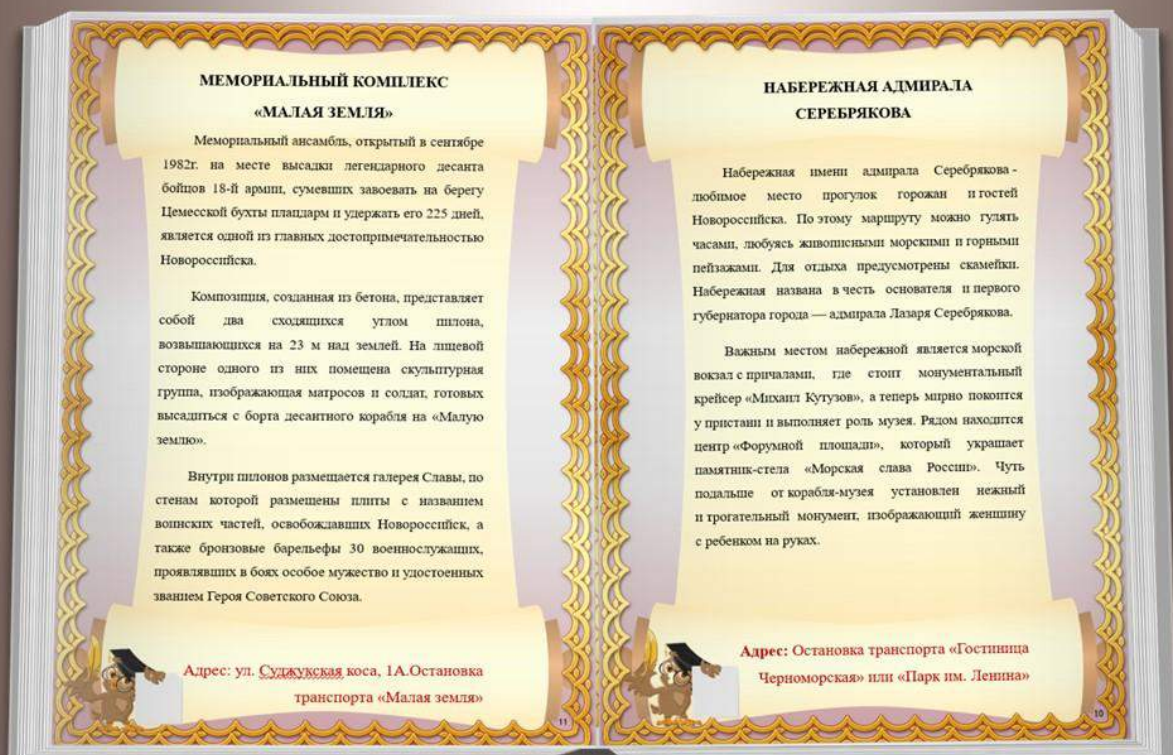 МЕМОРИАЛЬНЫЙ КОМПЛЕКС
«МАЛАЯ ЗЕМЛЯ»
Мемориальный ансамбль, открытый в сентябре
1982г. на месте высадки легендарного десанта
бойцов 18-й армии, сумевших завоевать на берегу
Цемесской бухты плацдарм и удержать его 225 дней,
является одной из главных достопримечательностью
Новороссийска.
Композиция, созданная из бетона, представляет
собой два сходящихся углом пилона,
возвышающихся на 23 м над землей. На лицевой
стороне одного из них помещена скульптурная
группа, изображающая матросов и солдат, готовых
высадиться с борта десантного корабля на «Малую
землю».
Внутри пилонов размещается галерея Славы, по
стенам которой размещены плиты с названием
воинских частей, освобождавших Новороссийск, а
также бронзовые барельефы 30 военнослужащих,
проявлявших в боях особое мужество и удостоенных
званием Героя Советского Союза.
Адрес: ул. Суджукская коса, 1А.Остановка
транспорта «Малая земля»
11
НАБЕРЕЖНАЯ АДМИРАЛА
СЕРЕБРЯКОВА
Набережная имени адмирала Серебрякова -
любимое место прогулок горожан и гостей
Новороссийска. По этому маршруту можно гулять
часами, любуясь живописными морскими и горными
пейзажами. Для отдыха предусмотрены скамейки.
Набережная названа в честь основателя и первого
губернатора города — адмирала Лазаря Серебрякова.
Важным местом набережной является морской
вокзал с причалами, где стоит монументальный
крейсер «Михаил Кутузов», а теперь мирно покоится
у пристани и выполняет роль музея. Рядом находится
центр «Форумной площади», который украшает
памятник-стела «Морская слава России». Чуть
подальше от корабля-музея установлен нежный
и трогательный монумент, изображающий женщину
с ребенком на руках.
Адрес: Остановка транспорта «Гостиница
Черноморская» или «Парк им. Ленина»
10